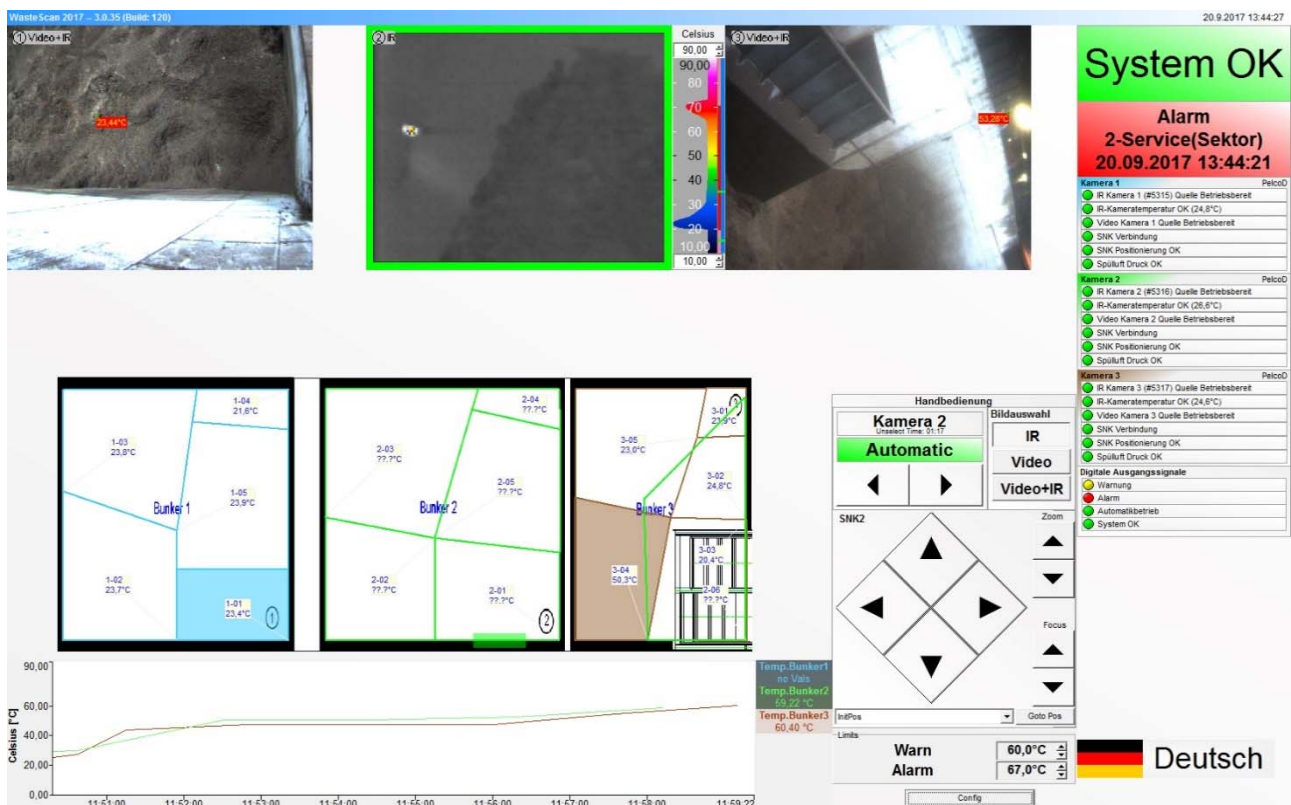 WasteScan 2017 -- 3.0.35 (Build: 120)
20.9.2017 13:44:27
① Video+IR
23,44°C
② IR
Celsius
90,00
90,00
80
70
60
50
40
30
20
10,00
10,00
③ Video+IR
53,28°C
System OK
Alarm
2-Service(Sektor)
20.09.2017 13:44:21
Kamera 1 PelcoD
IR Kamera 1 (#5315) Quelle Betriebsbereit
IR-Kameratemperatur OK (24,8°C)
Video Kamera 1 Quelle Betriebsbereit
SNK Verbindung
SNK Positionierung OK
Spülluft Druck OK
Kamera 2 PelcoD
IR Kamera 2 (#5316) Quelle Betriebsbereit
IR-Kameratemperatur OK (26,6°C)
Video Kamera 2 Quelle Betriebsbereit
SNK Verbindung
SNK Positionierung OK
Spülluft Druck OK
Kamera 3 PelcoD
IR Kamera 3 (#5317) Quelle Betriebsbereit
IR-Kameratemperatur OK (24,6°C)
Video Kamera 3 Quelle Betriebsbereit
SNK Verbindung
SNK Positionierung OK
Spülluft Druck OK
Digitale Ausgangssignale
Warnung
Alarm
Automatikbetrieb
System OK
1-04
21,6°C
1-03
23,8°C
1-05
23,9°C
Bunker 1
1-02
23,7°C
1-01
23,4°C
①
2-04
??.?°C
2-03
??.?°C
2-05
??.?°C
Bunker 2
2-02
??.?°C
2-01
??.?°C
②
③
3-01
23,9°C
3-05
23,0°C
3-02
24,8°C
Bunker 3
3-03
20,4°C
3-04
50,3°C
2-06
??.?°C
Handbedienung
Kamera 2
Unselect Time: 01:17
Automatic
Bildauswahl
IR
Video
Video+IR
SNK2
Zoom
Focus
InitPos
Goto Pos
Limits
Warn 60,0°C
Alarm 67,0°C
Config
Deutsch
Celsius [°C]
90,00
60,00
40,00
20,00
0,00
11:51:00 11:52:00 11:53:00 11:54:00 11:55:00 11:56:00 11:57:00 11:58:00 11:59:22
Temp.Bunker1
no Vals
Temp.Bunker2
59,22 °C
Temp.Bunker3
60,40 °C